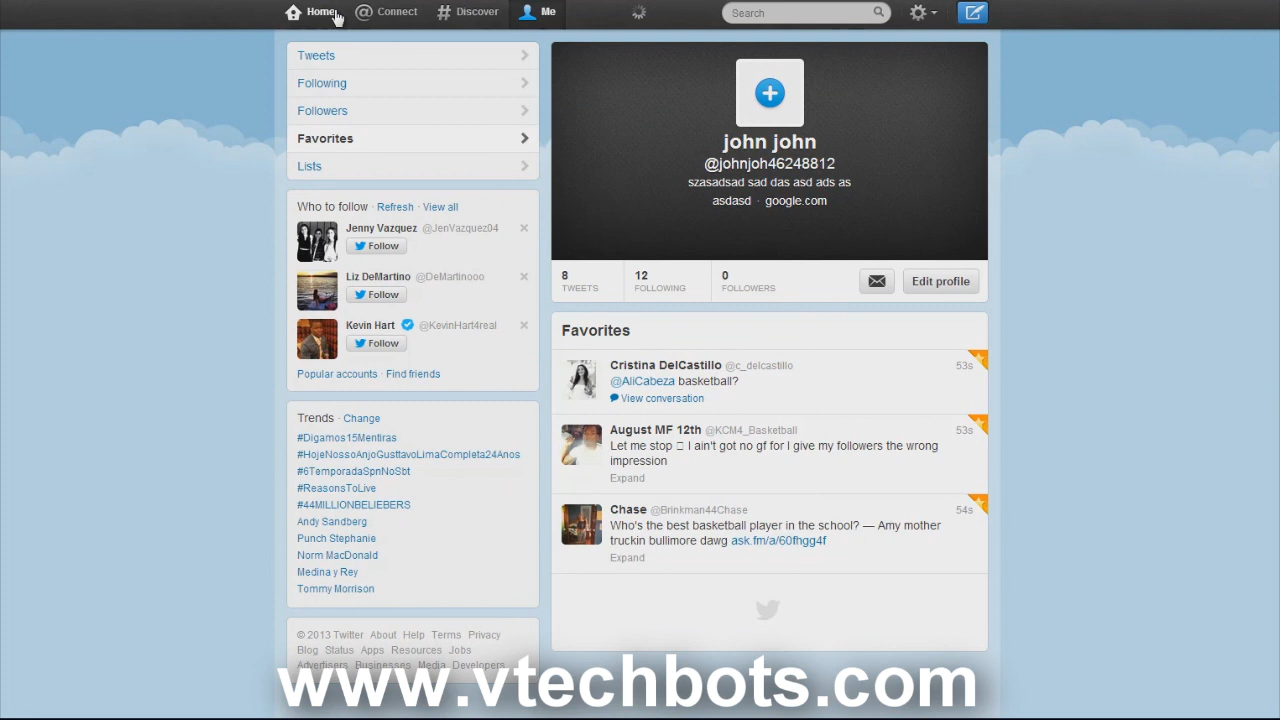 Home
Connect
Discover
Me
Search
Tweets
Following
Followers
Favorites
Lists
Who to follow · Refresh · View all
Jenny Vazquez @JenVazquez04
Follow
Liz DeMartino @DeMartinooo
Follow
Kevin Hart @KevinHart4real
Follow
Popular accounts · Find friends
Trends · Change
#Digamos15Mentiras
#HojeNossoAnjoGusttavoLimaCompleta24Anos
#6TemporadaSpnNoSbt
#ReasonsToLive
#44MILLIONBELIEBERS
Andy Sandberg
Punch Stephanie
Norm MacDonald
Medina y Rey
Tommy Morrison
© 2013 Twitter About Help Terms Privacy
Blog Status Apps Resources Jobs
Advertisers Businesses Media Developers
john john
@johnjoh46248812
szasadsad sad das asd ads as
asdasd · google.com
8
TWEETS
12
FOLLOWING
0
FOLLOWERS
Edit profile
Favorites
Cristina DelCastillo @c_delcastillo 53s
@AliCabeza basketball?
View conversation
August MF 12th @KCM4_Basketball 53s
Let me stop I ain't got no gf for I give my followers the wrong
impression
Expand
Chase @Brinkman44Chase 54s
Who's the best basketball player in the school? — Amy mother
truckin bullimore dawg ask.fm/a/60fhgg4f
Expand
www.vtechbots.com